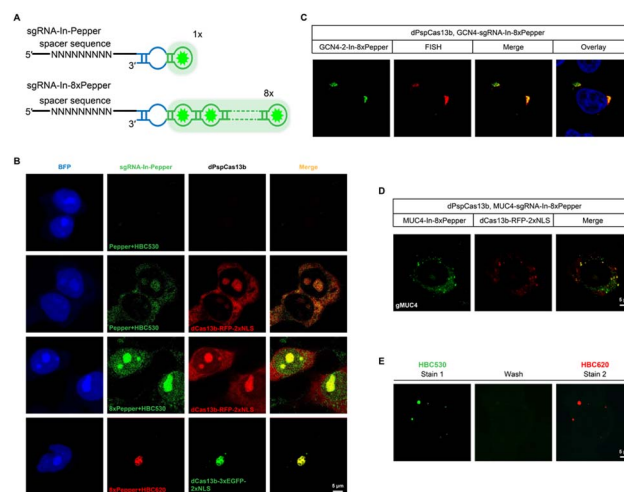 A
sgRNA-In-Pepper
1x
spacer sequence
5' NNNNNNNNN
3'
sgRNA-In-8xPepper
8x
spacer sequence
5' NNNNNNNNN
3'
B
BFP
sgRNA-In-Pepper
dPspCas13b
Merge
Pepper+HBC530
Pepper+HBC530
dCas13b-RFP-2xNLS
8xPepper+HBC530
dCas13b-RFP-2xNLS
8xPepper+HBC620
dCas13b-3xEGFP-
2xNLS
5 μm
C
dPspCas13b, GCN4-sgRNA-In-8xPepper
GCN4-2-In-8xPepper
FISH
Merge
Overlay
D
dPspCas13b, MUC4-sgRNA-In-8xPepper
MUC4-In-8xPepper
dCas13b-RFP-2xNLS
Merge
gMUC4
5
E
HBC530
HBC620
Stain 1
Wash
Stain 2
5